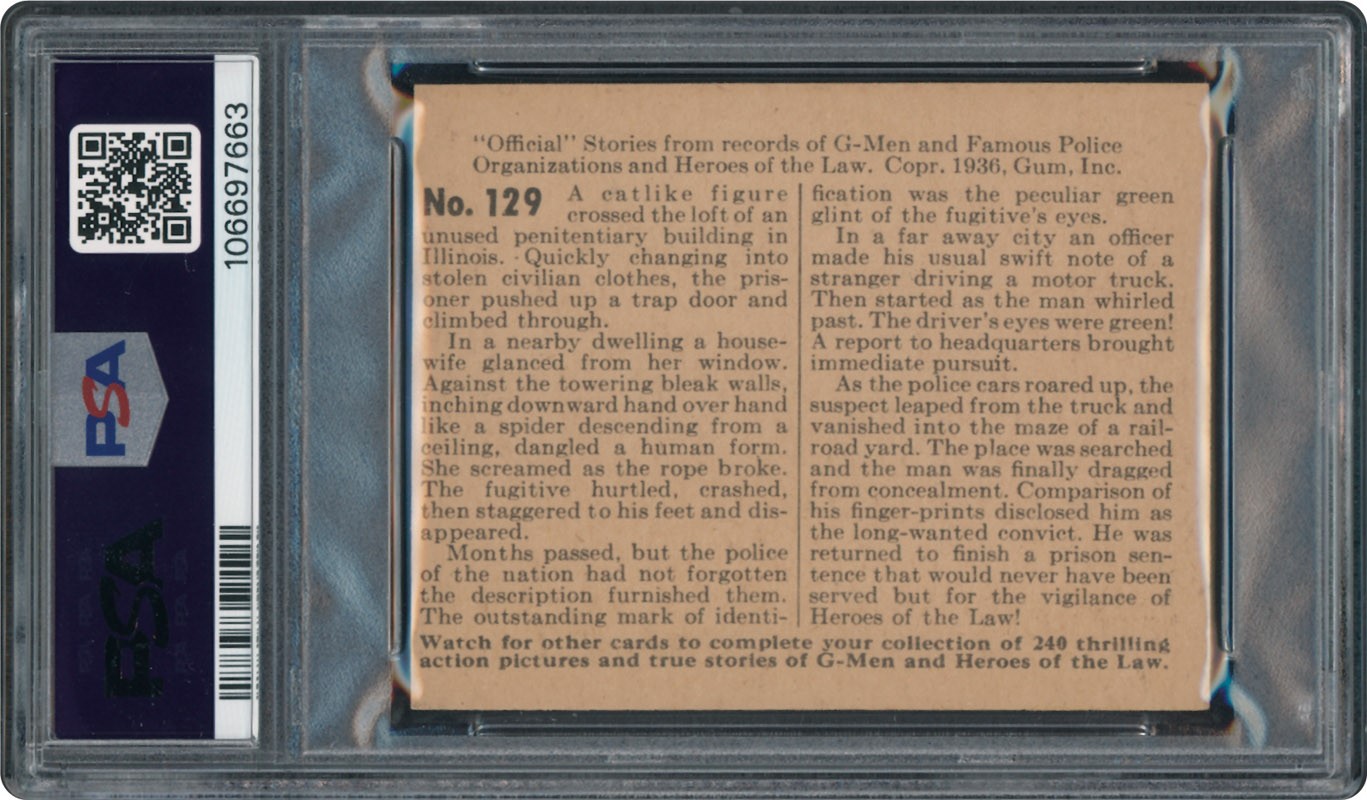 PSA
106697663
PSA
"Official" Stories from records of G-Men and Famous Police
Organizations and Heroes of the Law. Copr. 1936, Gum, Inc.
No. 129 A catlike figure
crossed the loft of an
unused penitentiary building in
Illinois. Quickly changing into
stolen civilian clothes, the pris-
oner pushed up a trap door and
climbed through.
In a nearby dwelling a house-
wife glanced from her window.
Against the towering bleak walls,
inching downward hand over hand
like a spider descending from a
ceiling, dangled a human form.
She screamed as the rope broke.
The fugitive hurtled, crashed,
then staggered to his feet and dis-
appeared.
Months passed, but the police
of the nation had not forgotten
the description furnished them.
The outstanding mark of identi-
fication was the peculiar green
glint of the fugitive's eyes.
In a far away city an officer
made his usual swift note of a
stranger driving a motor truck.
Then started as the man whirled
past. The driver's eyes were green!
A report to headquarters brought
immediate pursuit.
As the police cars roared up, the
suspect leaped from the truck and
vanished into the maze of a rail-
road yard. The place was searched
and the man was finally dragged
from concealment. Comparison of
his finger-prints disclosed him as
the long-wanted convict. He was
returned to finish a prison sen-
tence that would never have been
served but for the vigilance of
Heroes of the Law!
Watch for other cards to complete your collection of 240 thrilling
action pictures and true stories of G-Men and Heroes of the Law.